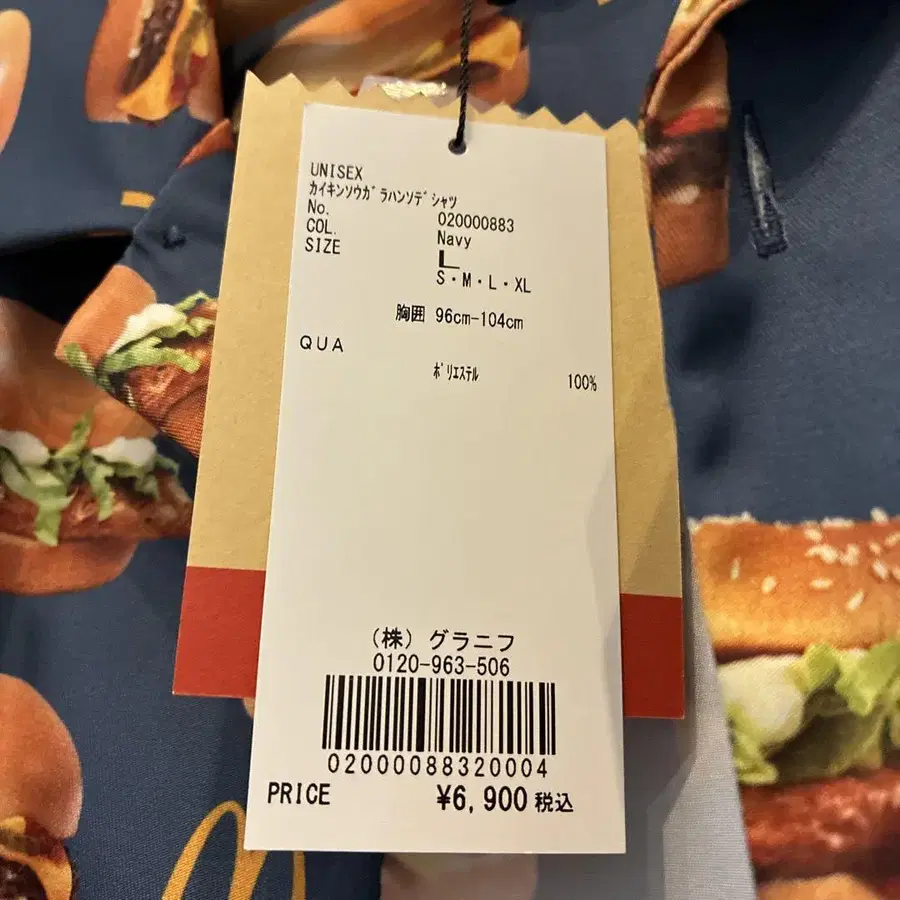 UNISEX
カイキンソウガラハンソデシャツ
No. 020000883
COL. Navy
SIZE L
S・M・L・XL
胸囲 96cm-104cm
QUA
ポリエステル 100%
(株) グラニフ
0120-963-506
02000088320004
PRICE ¥6,900 税込